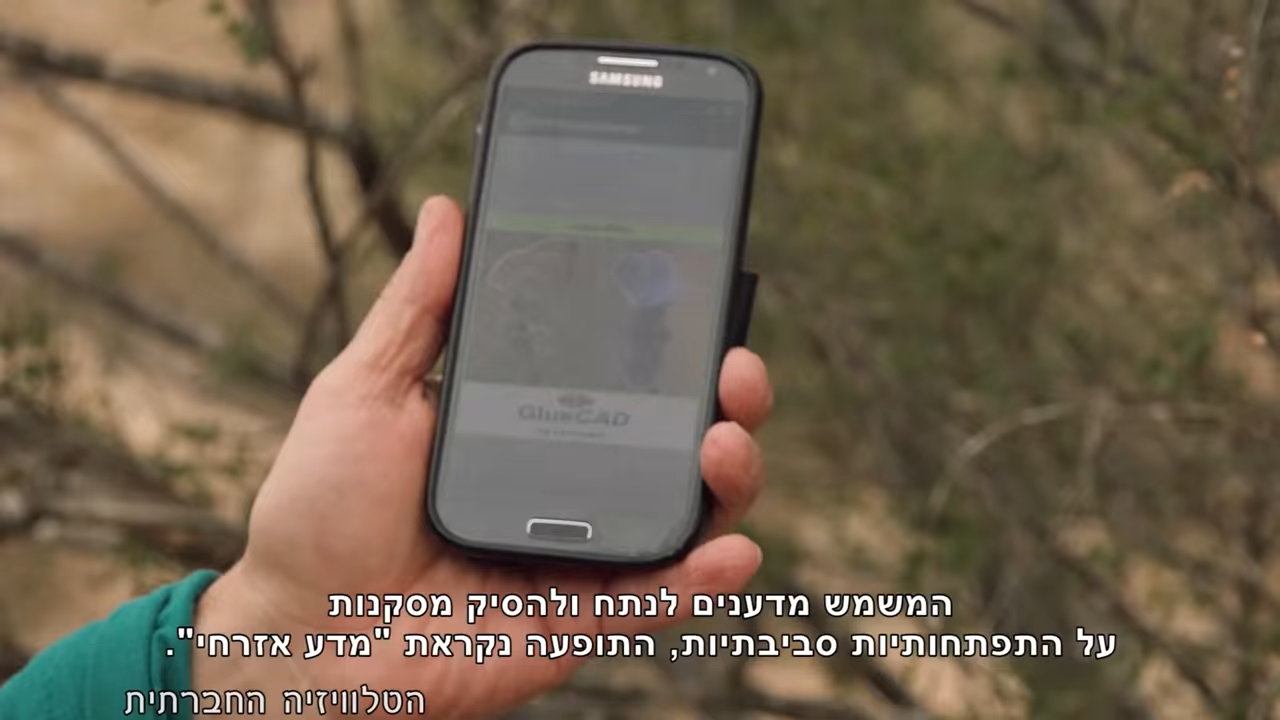 SAMSUNG
GlueCAD
המשמש מדענים לנתח ולהסיק מסקנות
על התפתחותיות סביבתיות, התופעה נקראת "מדע אזרחי".
הטלוויזיה החברתית